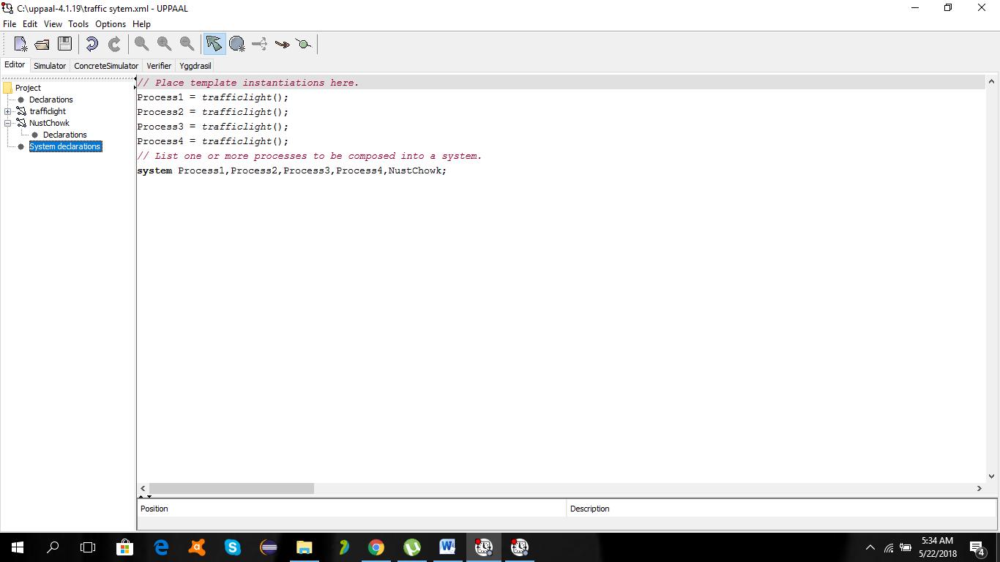 C:\uppaal-4.1.19\traffic sytem.xml - UPPAAL
File Edit View Tools Options Help
Editor Simulator ConcreteSimulator Verifier Yggdrasil
Project
Declarations
trafficlight
NustChowk
Declarations
System declarations
// Place template instantiations here.
Process1 = trafficlight();
Process2 = trafficlight();
Process3 = trafficlight();
Process4 = trafficlight();
// List one or more processes to be composed into a system.
system Process1,Process2,Process3,Process4,NustChowk;
Position Description
5:34 AM
5/22/2018
4